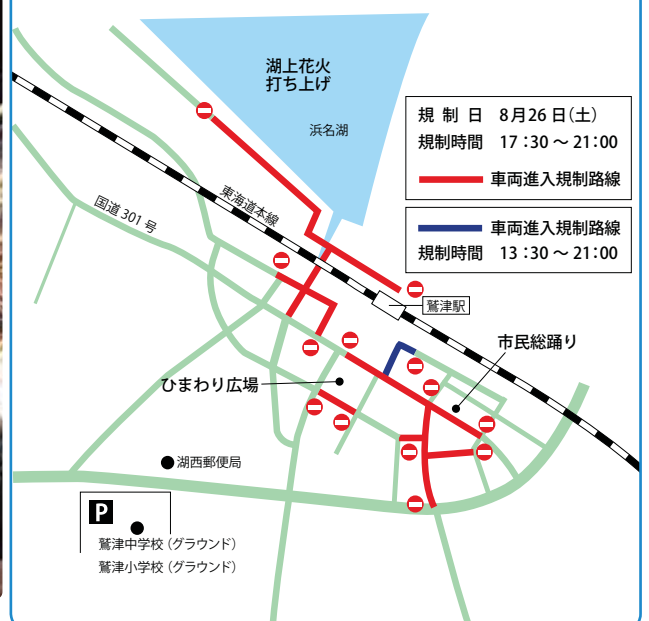 湖上花火
打ち上げ
浜名湖
規制日 8月26日(土)
規制時間 17:30〜21:00
車両進入規制路線
車両進入規制路線
規制時間 13:30〜21:00
東海道本線
国道301号
鷲津駅
市民総踊り
ひまわり広場
湖西郵便局
P
鷲津中学校(グラウンド)
鷲津小学校(グラウンド)